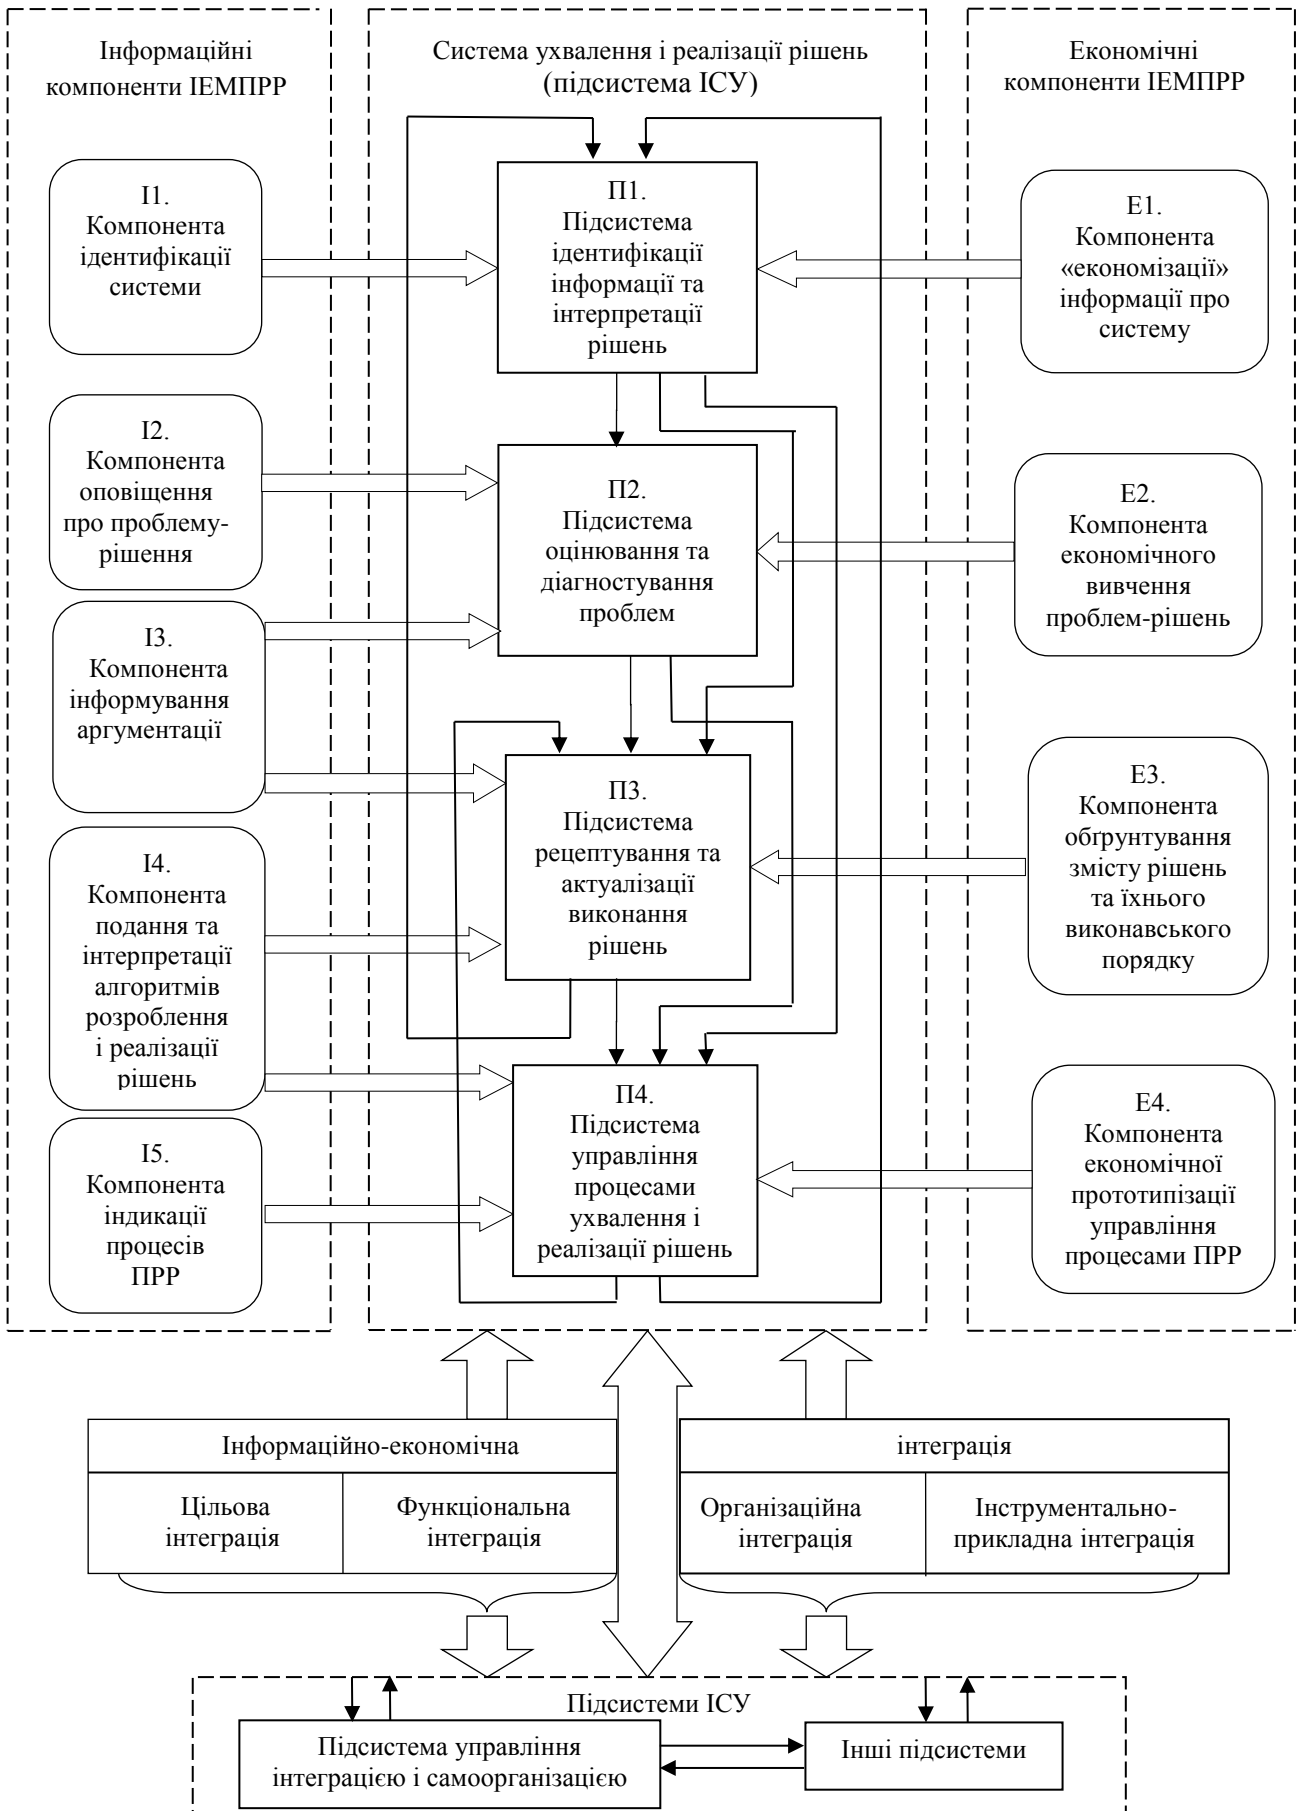 Інформаційні
компоненти ІЕМПРР
І1.
Компонента
ідентифікації
системи
І2.
Компонента
оповіщення
про проблему-
рішення
І3.
Компонента
інформування
аргументації
І4.
Компонента
подання та
інтерпретації
алгоритмів
розроблення
і реалізації
рішень
І5.
Компонента
індикації
процесів
ПРР
Система ухвалення і реалізації рішень
(підсистема ІСУ)
П1.
Підсистема
ідентифікації
інформації та
інтерпретації
рішень
П2.
Підсистема
оцінювання та
діагностування
проблем
П3.
Підсистема
рецептування та
актуалізації
виконання
рішень
П4.
Підсистема
управління
процесами
ухвалення і
реалізації рішень
Економічні
компоненти ІЕМПРР
Е1.
Компонента
«економізації»
інформації про
систему
Е2.
Компонента
економічного
вивчення
проблем-рішень
Е3.
Компонента
обґрунтування
змісту рішень
та їхнього
виконавського
порядку
Е4.
Компонента
економічної
прототипізації
управління
процесами ПРР
Інформаційно-економічна
інтеграція
Цільова
інтеграція
Функціональна
інтеграція
Організаційна
інтеграція
Інструментально-
прикладна інтеграція
Підсистеми ІСУ
Підсистема управління
інтеграцією і самоорганізацією
Інші підсистеми